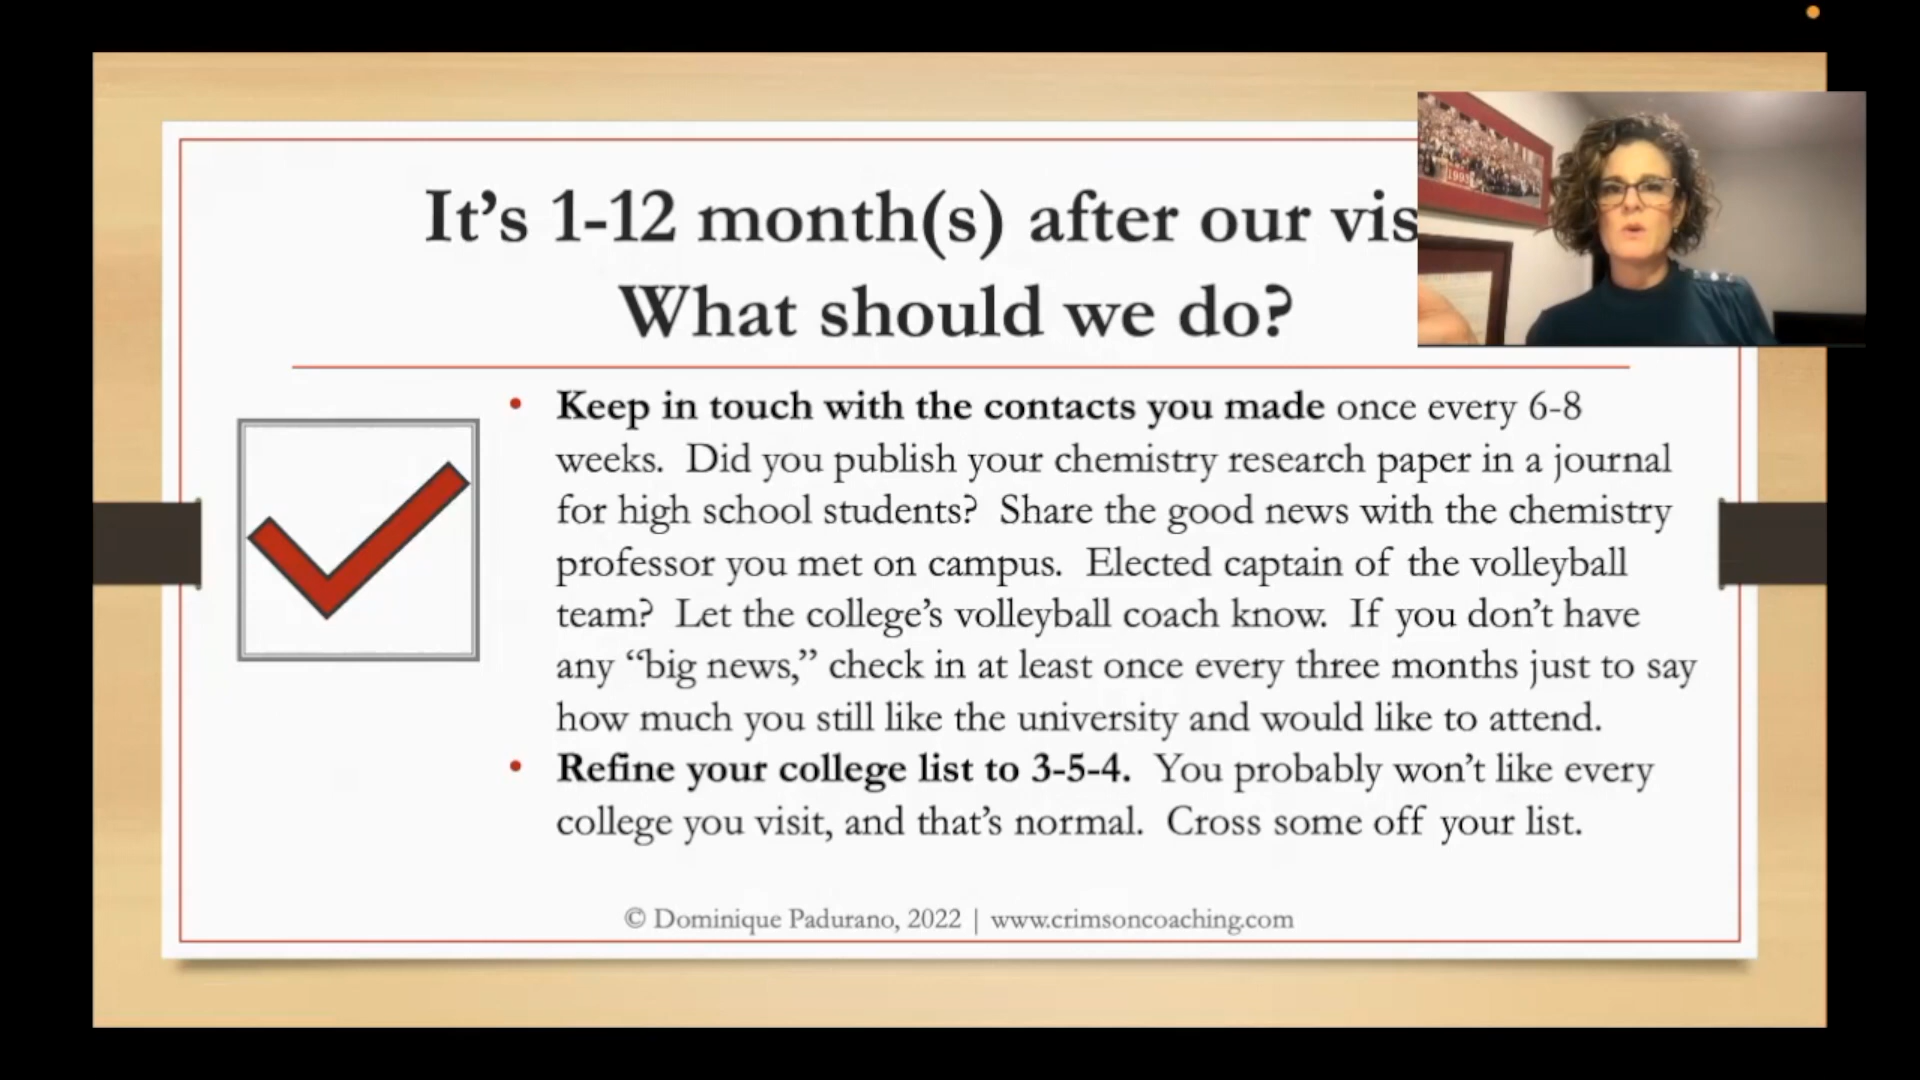 It’s 1-12 month(s) after our vis
What should we do?
• Keep in touch with the contacts you made once every 6-8
weeks.  Did you publish your chemistry research paper in a journal
for high school students?  Share the good news with the chemistry
professor you met on campus.  Elected captain of the volleyball
team?  Let the college’s volleyball coach know.  If you don’t have
any “big news,” check in at least once every three months just to say
how much you still like the university and would like to attend.
• Refine your college list to 3-5-4.  You probably won’t like every
college you visit, and that’s normal.  Cross some off your list.
© Dominique Padurano, 2022 | www.crimsoncoaching.com
1993